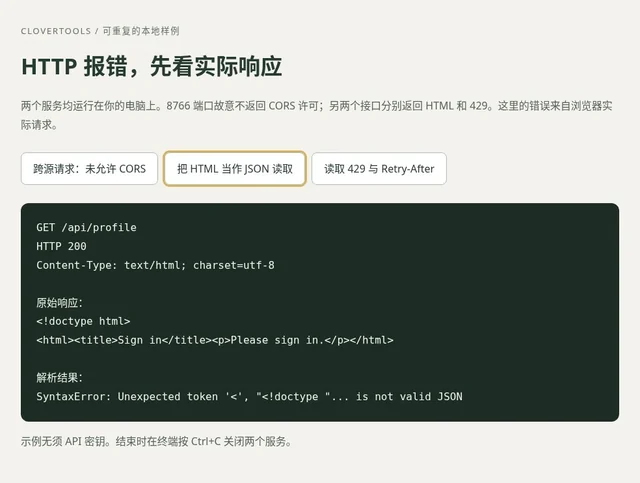 CLOVERTOOLS / 可重复的本地样例
HTTP 报错，先看实际响应
两个服务均运行在你的电脑上。8766 端口故意不返回 CORS 许可；另两个接口分别返回 HTML 和 429。这里的错误来自浏览器实
际请求。
跨源请求：未允许 CORS
把 HTML 当作 JSON 读取
读取 429 与 Retry-After
GET /api/profile
HTTP 200
Content-Type: text/html; charset=utf-8
原始响应：
<!doctype html>
<html><title>Sign in</title><p>Please sign in.</p></html>
解析结果：
SyntaxError: Unexpected token '<', "<!doctype "... is not valid JSON
示例无须 API 密钥。结束时在终端按 Ctrl+C 关闭两个服务。